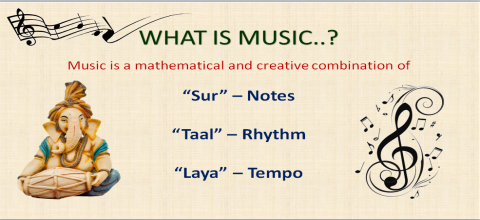 WHAT IS MUSIC..?
Music is a mathematical and creative combination of
“Sur” – Notes
“Taal” – Rhythm
“Laya” – Tempo